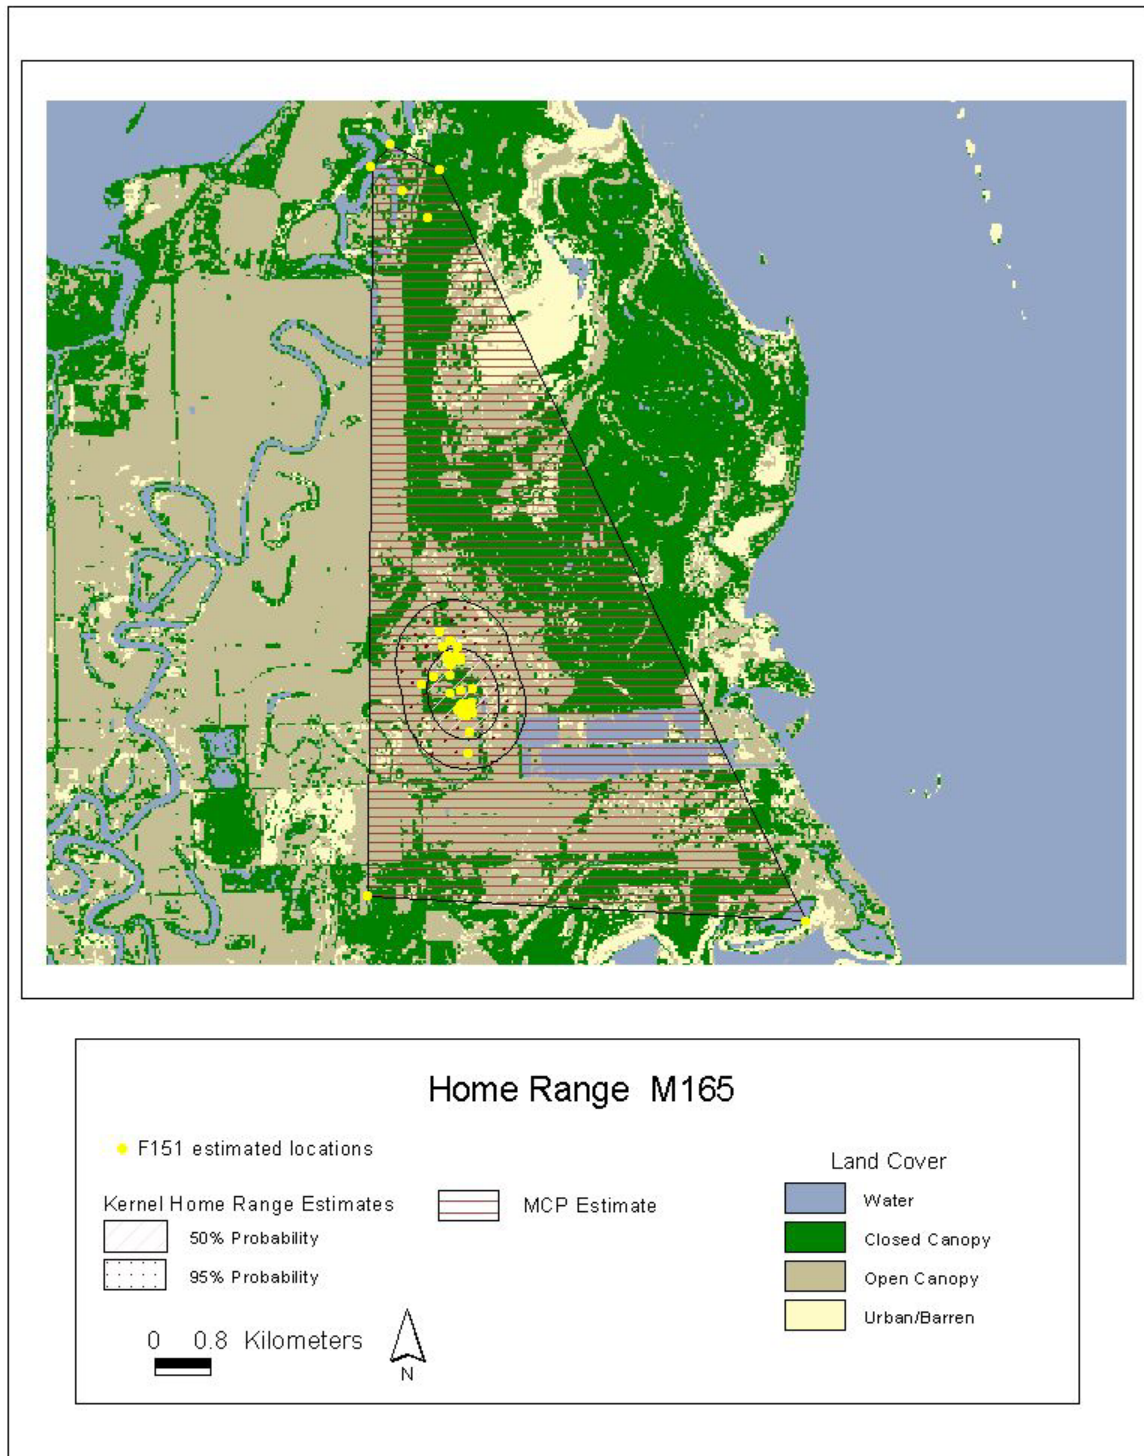 Home Range M165
F151 estimated locations
Kernel Home Range Estimates
50% Probability
95% Probability
MCP Estimate
0 0.8 Kilometers
N
Land Cover
Water
Closed Canopy
Open Canopy
Urban/Barren